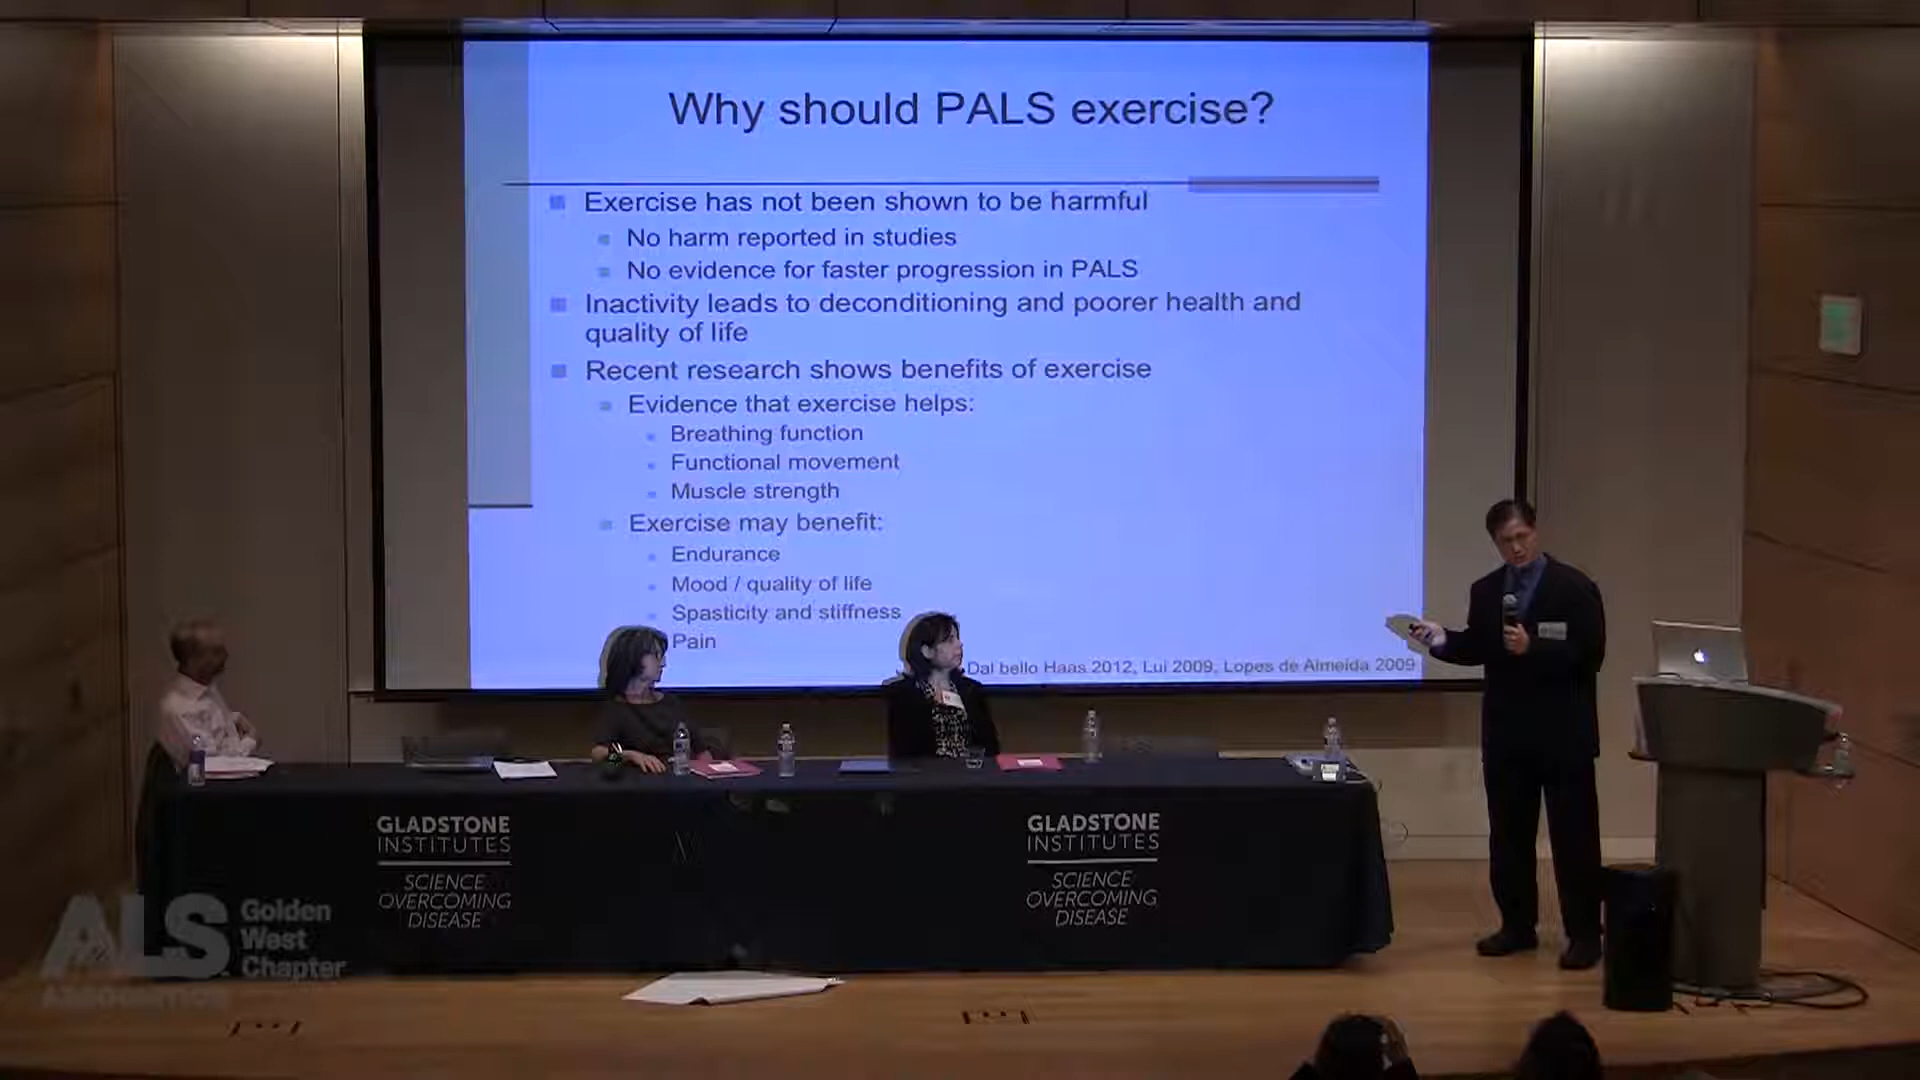 Why should PALS exercise?
Exercise has not been shown to be harmful
No harm reported in studies
No evidence for faster progression in PALS
Inactivity leads to deconditioning and poorer health and
quality of life
Recent research shows benefits of exercise
Evidence that exercise helps:
Breathing function
Functional movement
Muscle strength
Exercise may benefit:
Endurance
Mood / quality of life
Spasticity and stiffness
Pain
Dal bello Haas 2012, Lui 2009, Lopes de Almeida 2009
GLADSTONE
INSTITUTES
SCIENCE
OVERCOMING
DISEASE
GLADSTONE
INSTITUTES
SCIENCE
OVERCOMING
DISEASE
ALS
ASSOCIATION
Golden
West
Chapter